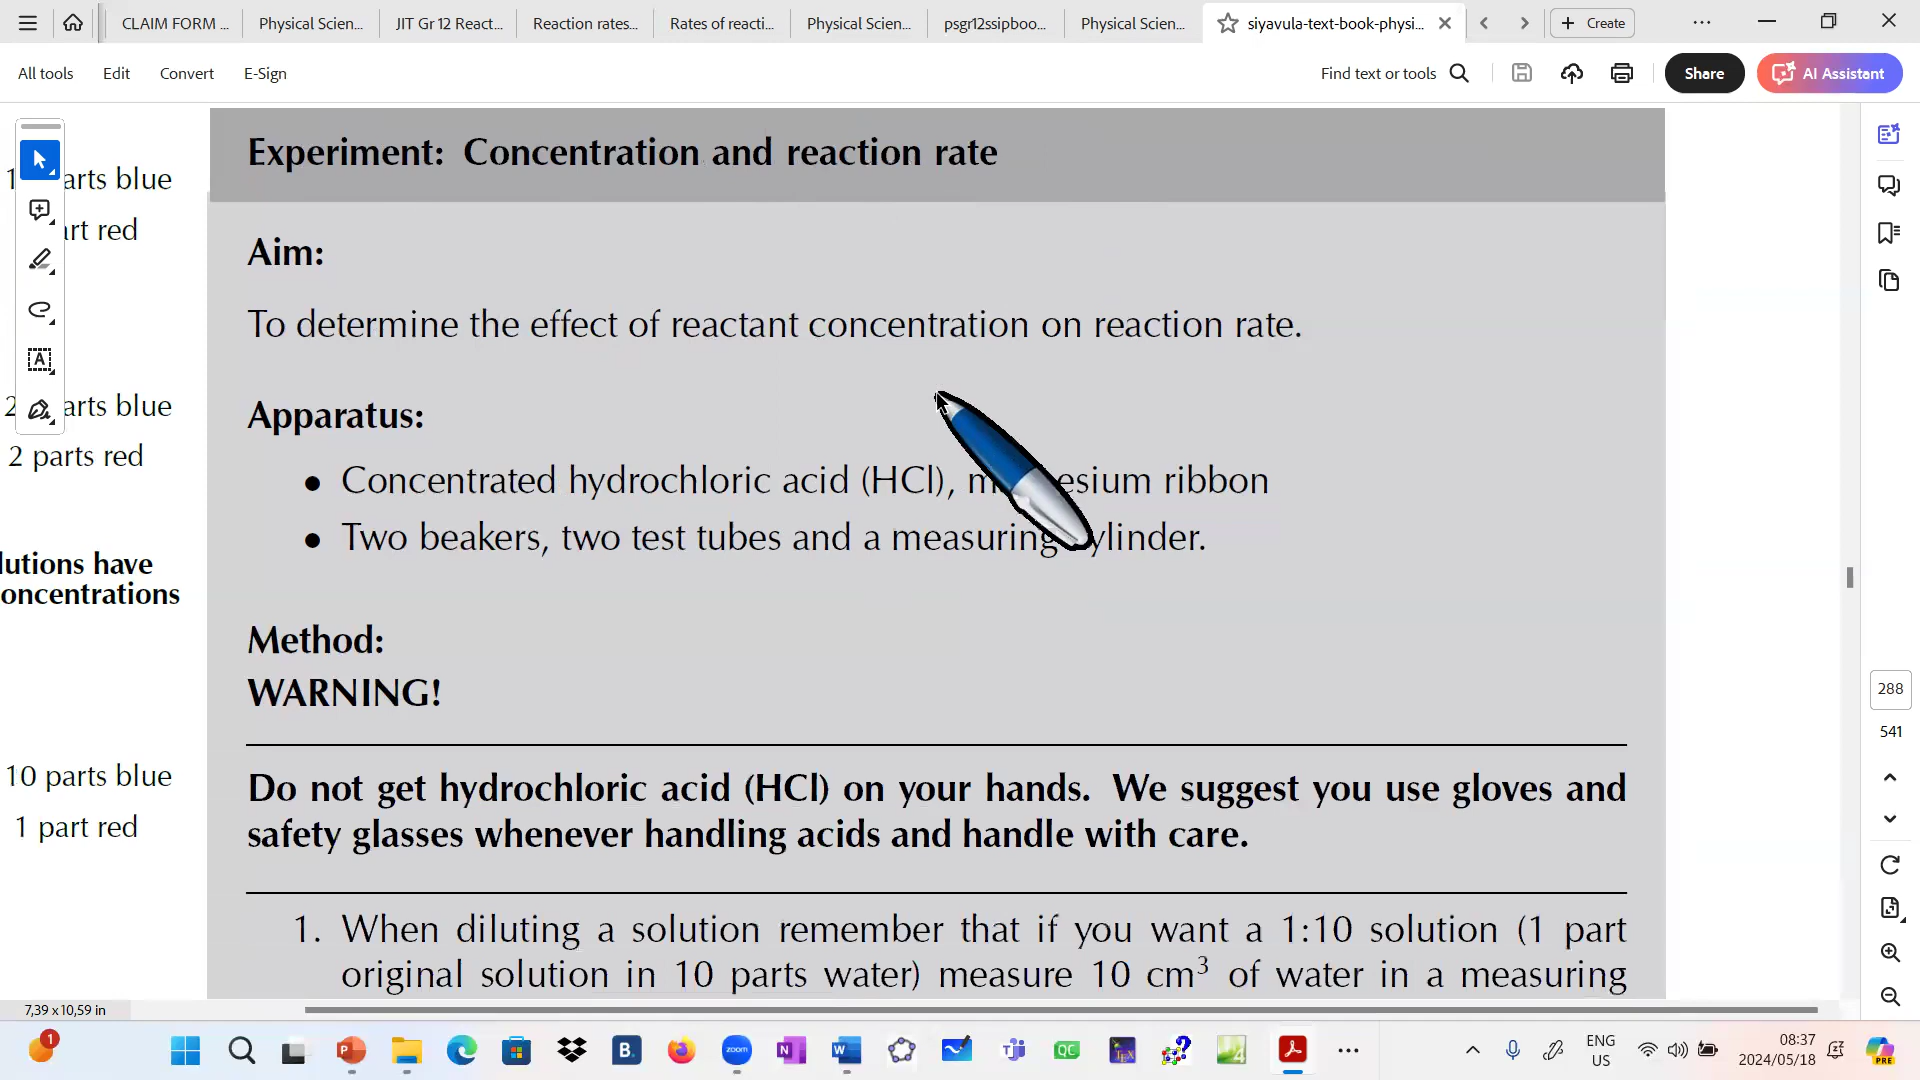 CLAIM FORM ...
Physical Scien...
JIT Gr 12 React...
Reaction rates...
Rates of reacti...
Physical Scien...
psgr12ssipboo...
Physical Scien...
siyavula-text-book-physi...
Create
All tools
Edit
Convert
E-Sign
Find text or tools
Share
AI Assistant
Experiment: Concentration and reaction rate
arts blue
art red
Aim:
To determine the effect of reactant concentration on reaction rate.
arts blue
2 parts red
Apparatus:
• Concentrated hydrochloric acid (HCl), ribbon
• Two beakers, two test tubes and a measuring
lutions have
oncentrations
Method:
WARNING!
10 parts blue
1 part red
Do not get hydrochloric acid (HCl) on your hands. We suggest you use gloves and
safety glasses whenever handling acids and handle with care.
1. When diluting a solution remember that if you want a 1:10 solution (1 part
original solution in 10 parts water) measure 10 cm³ of water in a measuring
288
541
7,39 x 10,59 in
1
zoom
ENG
US
08:37
2024/05/18
PRE